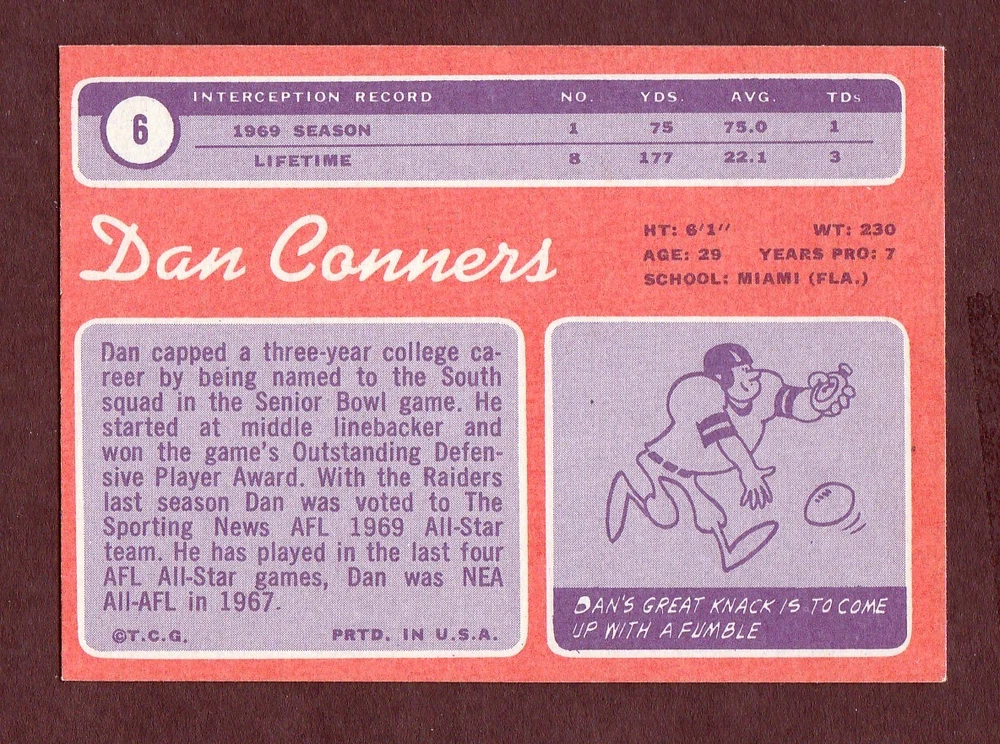 6
INTERCEPTION RECORD NO. YDS. AVG. TDs
1969 SEASON 1 75 75.0 1
LIFETIME 8 177 22.1 3
Dan Conners
HT: 6'1" WT: 230
AGE: 29 YEARS PRO: 7
SCHOOL: MIAMI (FLA.)
Dan capped a three-year college ca-
reer by being named to the South
squad in the Senior Bowl game. He
started at middle linebacker and
won the game's Outstanding Defen-
sive Player Award. With the Raiders
last season Dan was voted to The
Sporting News AFL 1969 All-Star
team. He has played in the last four
AFL All-Star games, Dan was NEA
All-AFL in 1967.
©T.C.G. PRTD. IN U.S.A.
DAN'S GREAT KNACK IS TO COME
UP WITH A FUMBLE